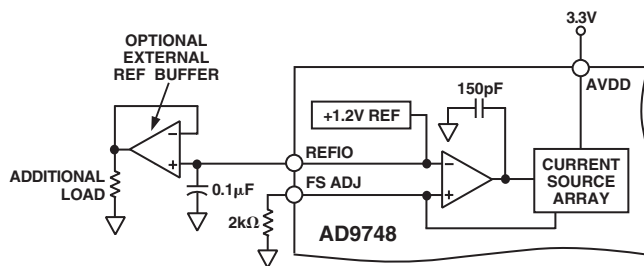 OPTIONAL
EXTERNAL
REF BUFFER
ADDITIONAL
LOAD
0.1µF
2kΩ
3.3V
AVDD
150pF
+1.2V REF
REFIO
FS ADJ
CURRENT
SOURCE
ARRAY
AD9748
−
+
−
+